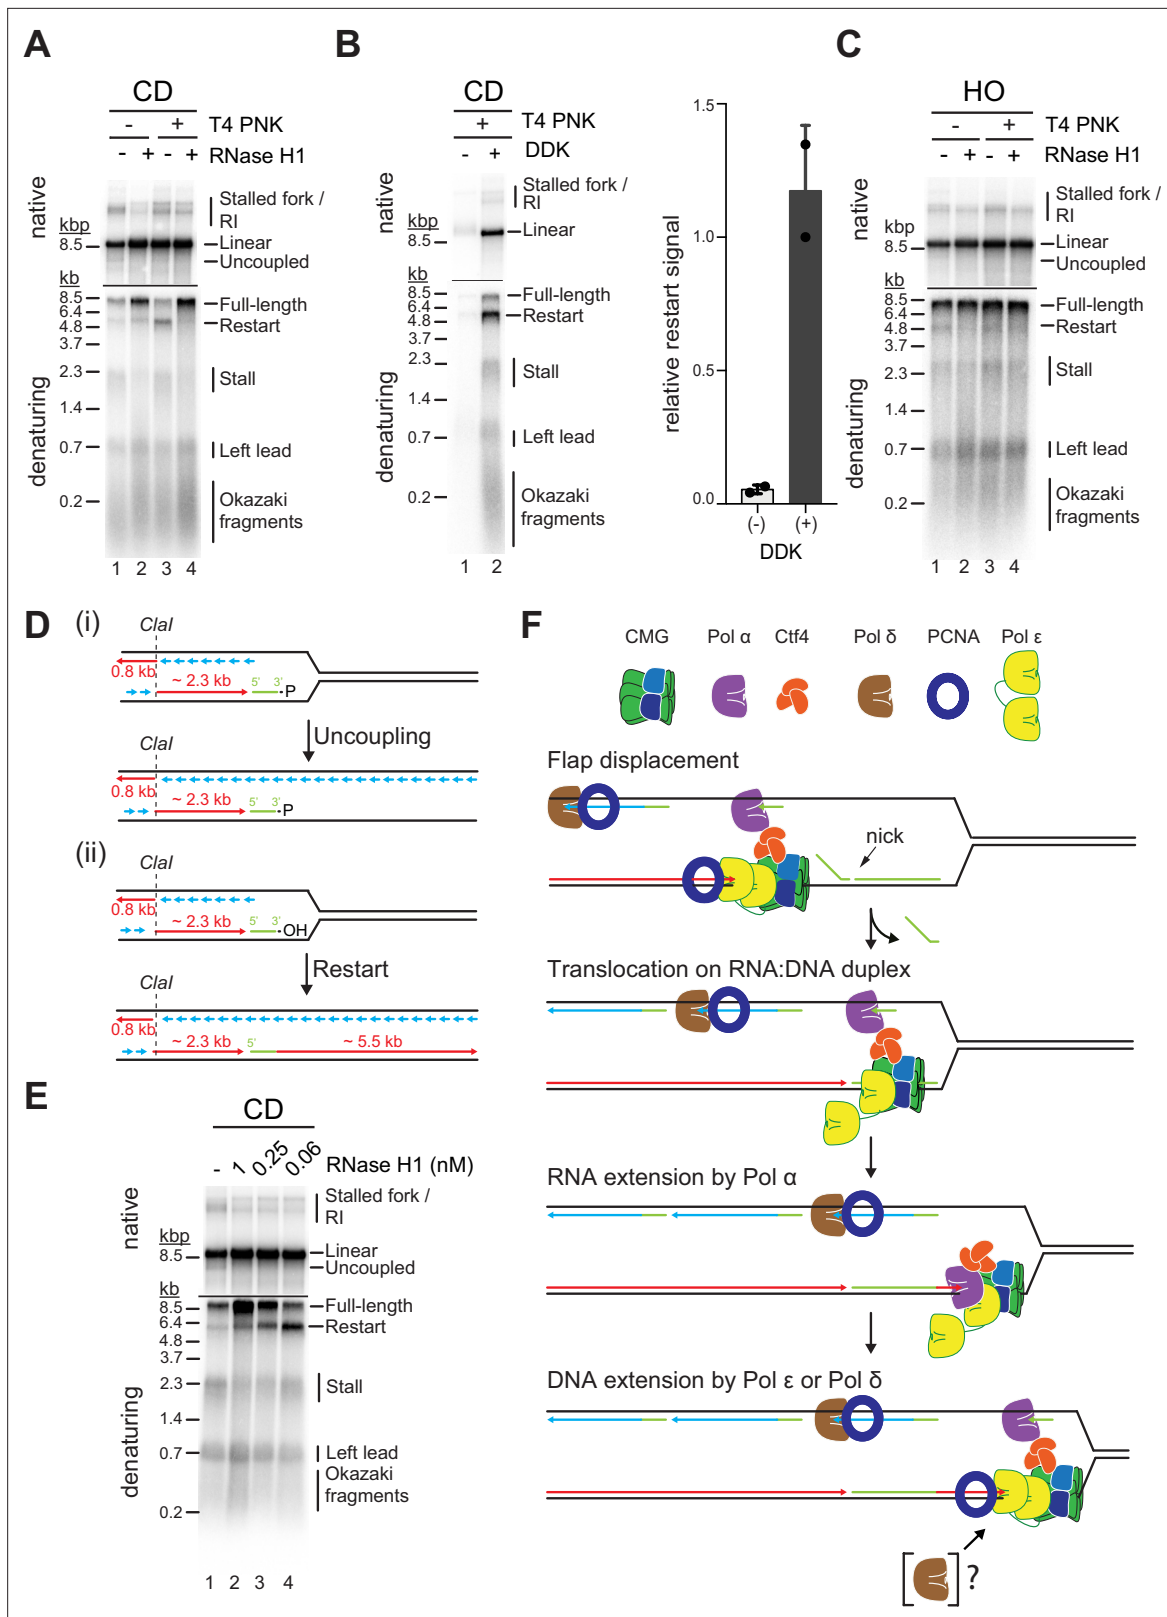 A
CD
- + T4 PNK
- + - + RNase H1
native
Stalled fork /
RI
kbp
8.5
Linear
Uncoupled
kb
8.5
6.4
4.8
3.7
2.3
1.4
0.7
0.2
denaturing
Full-length
Restart
Stall
Left lead
Okazaki
fragments
1 2 3 4
B
CD
+ T4 PNK
- + DDK
native
Stalled fork /
RI
kbp
8.5
Linear
kb
8.5
6.4
4.8
3.7
2.3
1.4
0.7
0.2
denaturing
Full-length
Restart
Stall
Left lead
Okazaki
fragments
1 2
relative restart signal
1.5
1.0
0.5
0.0
(-) (+)
DDK
C
HO
- + T4 PNK
- + - + RNase H1
native
Stalled fork /
RI
kbp
8.5
Linear
Uncoupled
kb
8.5
6.4
4.8
3.7
2.3
1.4
0.7
0.2
denaturing
Full-length
Restart
Stall
Left lead
Okazaki
fragments
1 2 3 4
D
(i)
ClaI
0.8 kb
~ 2.3 kb
5' 3'
P
Uncoupling
ClaI
0.8 kb
~ 2.3 kb
5' 3'
P
(ii)
ClaI
0.8 kb
~ 2.3 kb
5' 3'
OH
Restart
ClaI
0.8 kb
~ 2.3 kb
5'
~ 5.5 kb
E
CD
- 1 0.25 0.06 RNase H1 (nM)
native
Stalled fork /
RI
kbp
8.5
Linear
Uncoupled
kb
8.5
6.4
4.8
3.7
2.3
1.4
0.7
0.2
denaturing
Full-length
Restart
Stall
Left lead
Okazaki
fragments
1 2 3 4
F
CMG Pol α Ctf4 Pol δ PCNA Pol ε
Flap displacement
nick
Translocation on RNA:DNA duplex
RNA extension by Pol α
DNA extension by Pol ε or Pol δ
[ ] ?